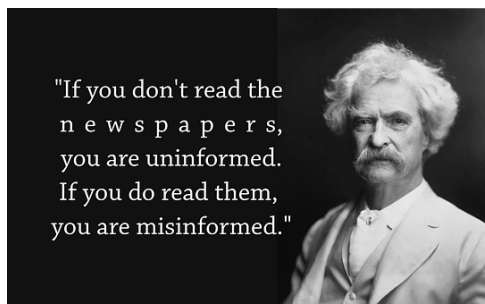 "If you don't read the
n e w s p a p e r s,
you are uninformed.
If you do read them,
you are misinformed."